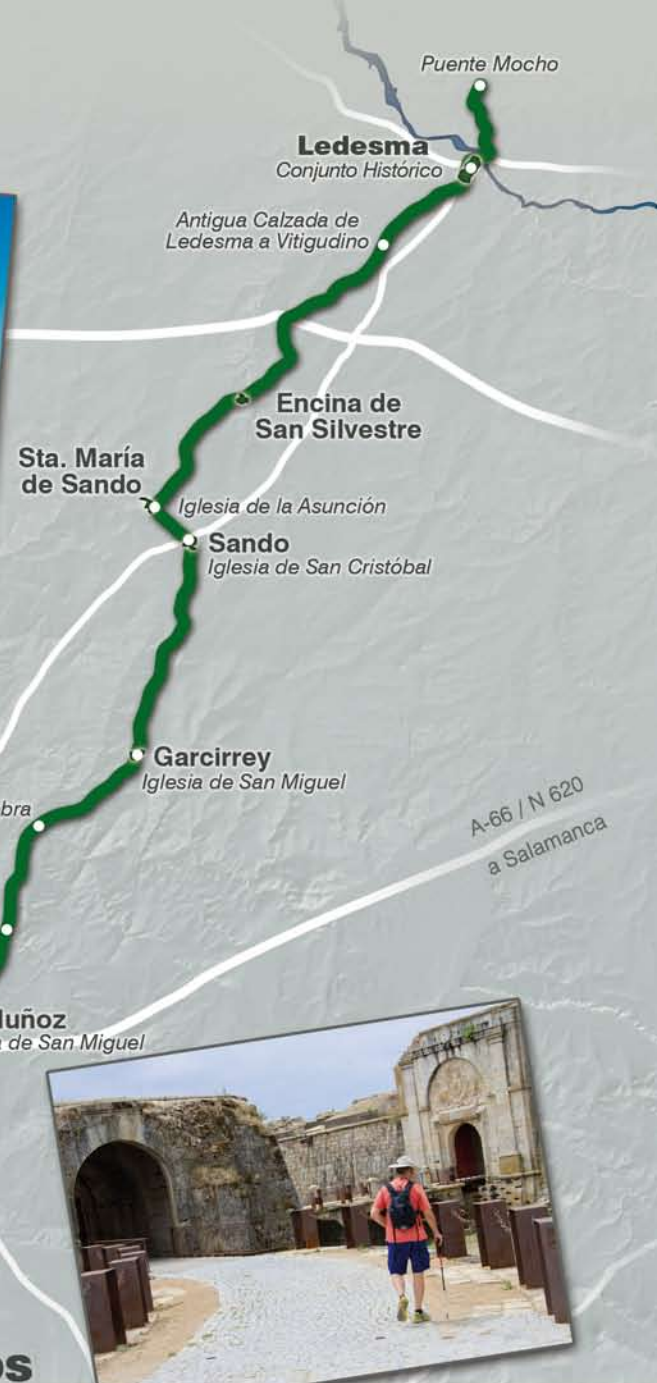 Puente Mocho
Ledesma
Conjunto Histórico
Antigua Calzada de
Ledesma a Vitigudino
Encina de
San Silvestre
Sta. María
de Sando
Iglesia de la Asunción
Sando
Iglesia de San Cristóbal
Garcirrey
Iglesia de San Miguel
bra
A-66 / N 620
a Salamanca
uñoz
de San Miguel
os